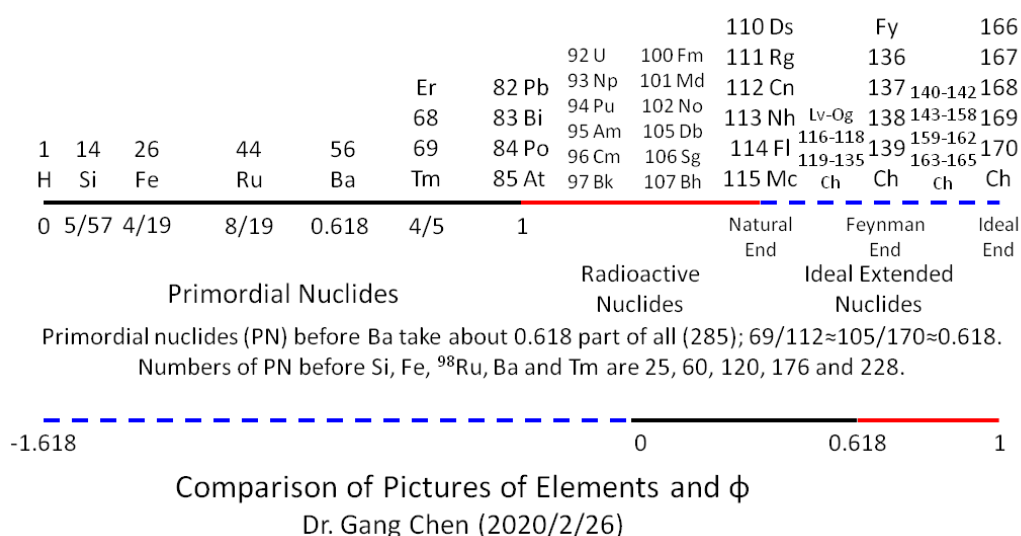 110 Ds Fy 166
92 U 100 Fm 111 Rg 136 167
93 Np 101 Md
Er 82 Pb 94 Pu 102 No 112 Cn 137 140-142 168
68 83 Bi 95 Am 105 Db 113 Nh Lv-Og 138 143-158 169
1 14 26 44 56 69 84 Po 96 Cm 106 Sg 114 Fl 116-118 139 159-162 170
119-135 163-165
H Si Fe Ru Ba Tm 85 At 97 Bk 107 Bh 115 Mc Ch Ch Ch Ch
0 5/57 4/19 8/19 0.618 4/5 1 Natural Feynman Ideal
End End End
Primordial Nuclides
Radioactive
Nuclides
Ideal Extended
Nuclides
Primordial nuclides (PN) before Ba take about 0.618 part of all (285); 69/112≈105/170≈0.618.
Numbers of PN before Si, Fe, ⁹⁸Ru, Ba and Tm are 25, 60, 120, 176 and 228.
-1.618 0 0.618 1
Comparison of Pictures of Elements and ϕ
Dr. Gang Chen (2020/2/26)